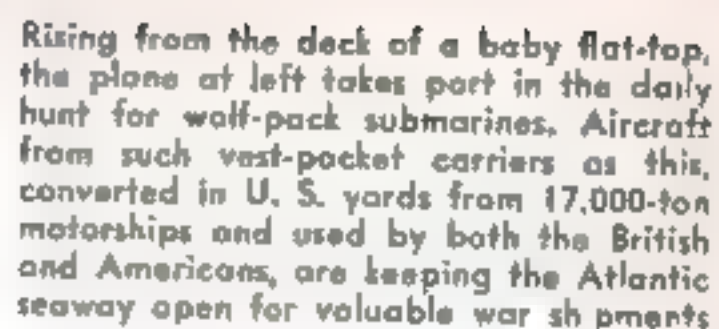 Rising from the deck of a baby flat-top,
the plane at left takes part in the daily
hunt for wolf-pack submarines. Aircraft
from such vest-pocket carriers as this,
converted in U. S. yards from 17,000-ton
motorships and used by both the British
and Americans, are keeping the Atlantic
seaway open for valuable war sh pments